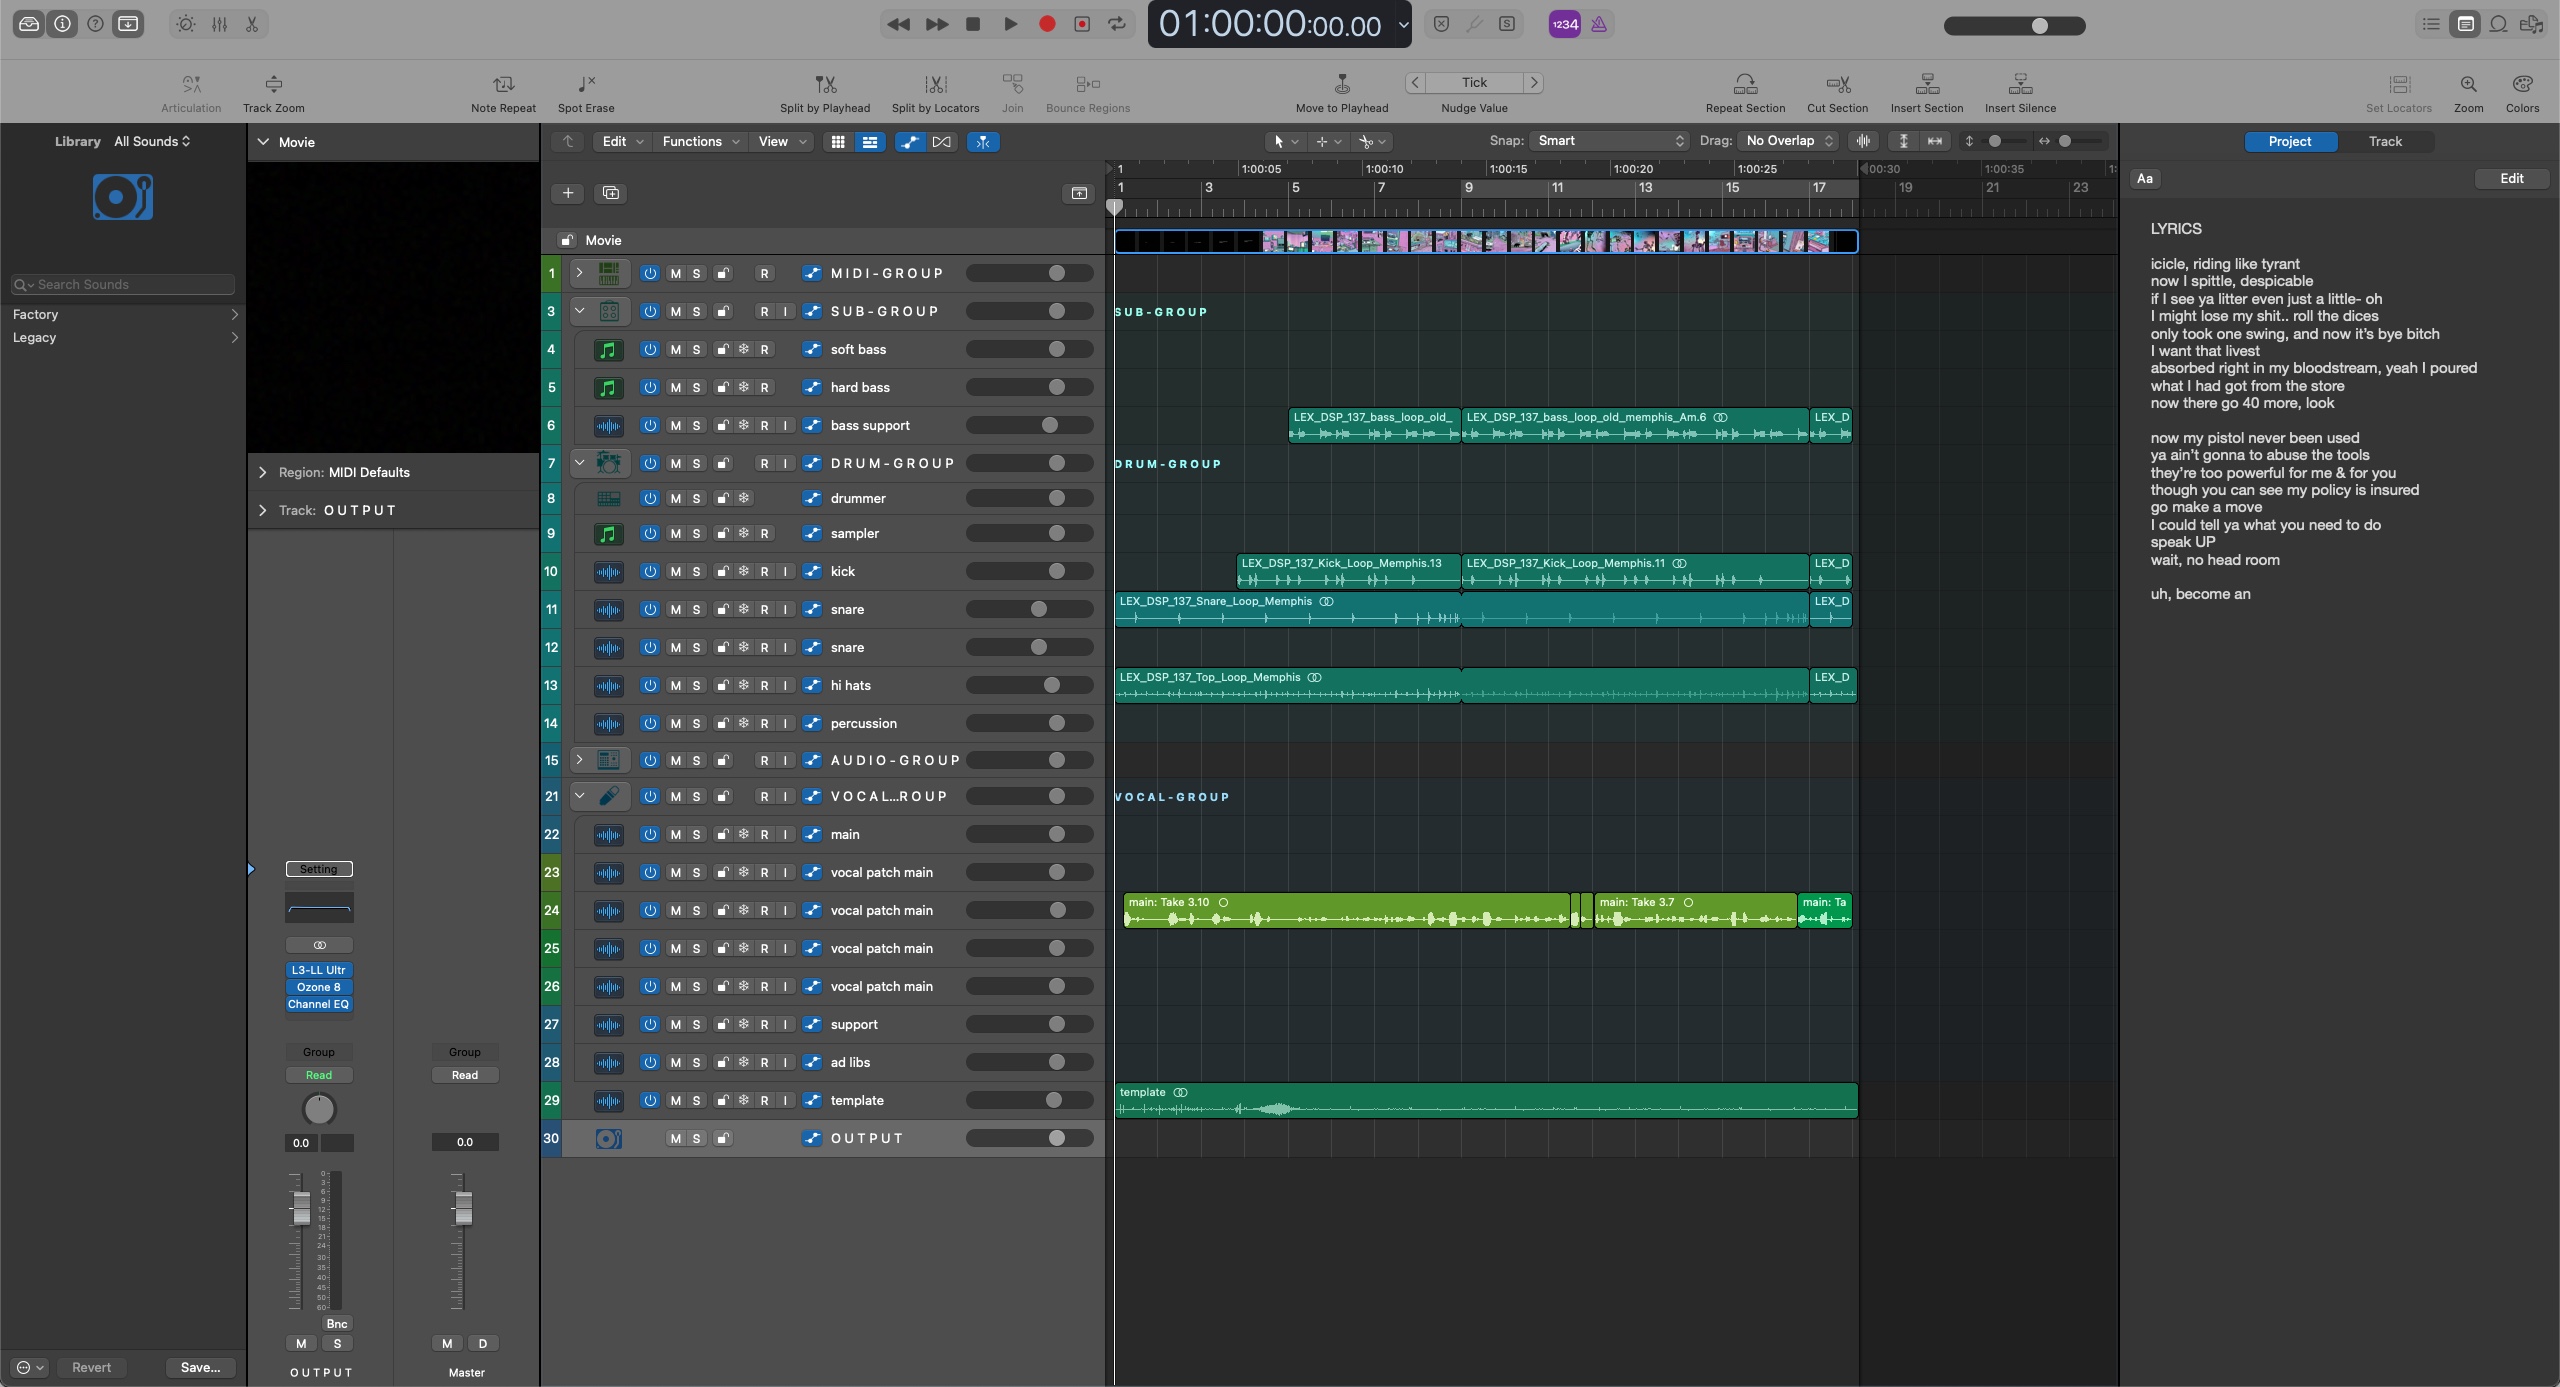 01:00:00:00.00
1234
Articulation
Track Zoom
Note Repeat
Spot Erase
Split by Playhead
Split by Locators
Join
Bounce Regions
Move to Playhead
Tick
Nudge Value
Repeat Section
Cut Section
Insert Section
Insert Silence
Set Locators
Zoom
Colors
Library All Sounds
Search Sounds
Factory
Legacy
Revert
Save...
Movie
Region: MIDI Defaults
Track: OUTPUT
Setting
L3-LL Ultr
Ozone 8
Channel EQ
Group Group
Read Read
0.0 0.0
0
3
6
9
12
15
18
21
24
30
35
40
45
50
60
Bnc
M S M D
OUTPUT Master
Edit Functions View
Snap: Smart Drag: No Overlap
1 1:00:05 1:00:10 1:00:15 1:00:20 1:00:25 00:30 1:00:35 1:
1 3 5 7 9 11 13 15 17 19 21 23
Movie
1 M S R MIDI-GROUP
3 M S R I SUB-GROUP SUB-GROUP
4 M S R soft bass
5 M S R hard bass
6 M S R I bass support LEX_DSP_137_bass_loop_old_ LEX_DSP_137_bass_loop_old_memphis_Am.6 LEX_D
7 M S R I DRUM-GROUP DRUM-GROUP
8 M S drummer
9 M S R sampler
10 M S R I kick LEX_DSP_137_Kick_Loop_Memphis.13 LEX_DSP_137_Kick_Loop_Memphis.11 LEX_D
11 M S R I snare LEX_DSP_137_Snare_Loop_Memphis LEX_D
12 M S R I snare
13 M S R I hi hats LEX_DSP_137_Top_Loop_Memphis LEX_D
14 M S R I percussion
15 M S R I AUDIO-GROUP
21 M S R I VOCAL...ROUP VOCAL-GROUP
22 M S R I main
23 M S R I vocal patch main
24 M S R I vocal patch main main: Take 3.10 main: Take 3.7 main: Ta
25 M S R I vocal patch main
26 M S R I vocal patch main
27 M S R I support
28 M S R I ad libs
29 M S R I template template
30 M S OUTPUT
Project Track
Aa Edit
LYRICS
icicle, riding like tyrant
now I spittle, despicable
if I see ya litter even just a little- oh
I might lose my shit.. roll the dices
only took one swing, and now it's bye bitch
I want that livest
absorbed right in my bloodstream, yeah I poured
what I had got from the store
now there go 40 more, look
now my pistol never been used
ya ain't gonna to abuse the tools
they're too powerful for me & for you
though you can see my policy is insured
go make a move
I could tell ya what you need to do
speak UP
wait, no head room
uh, become an